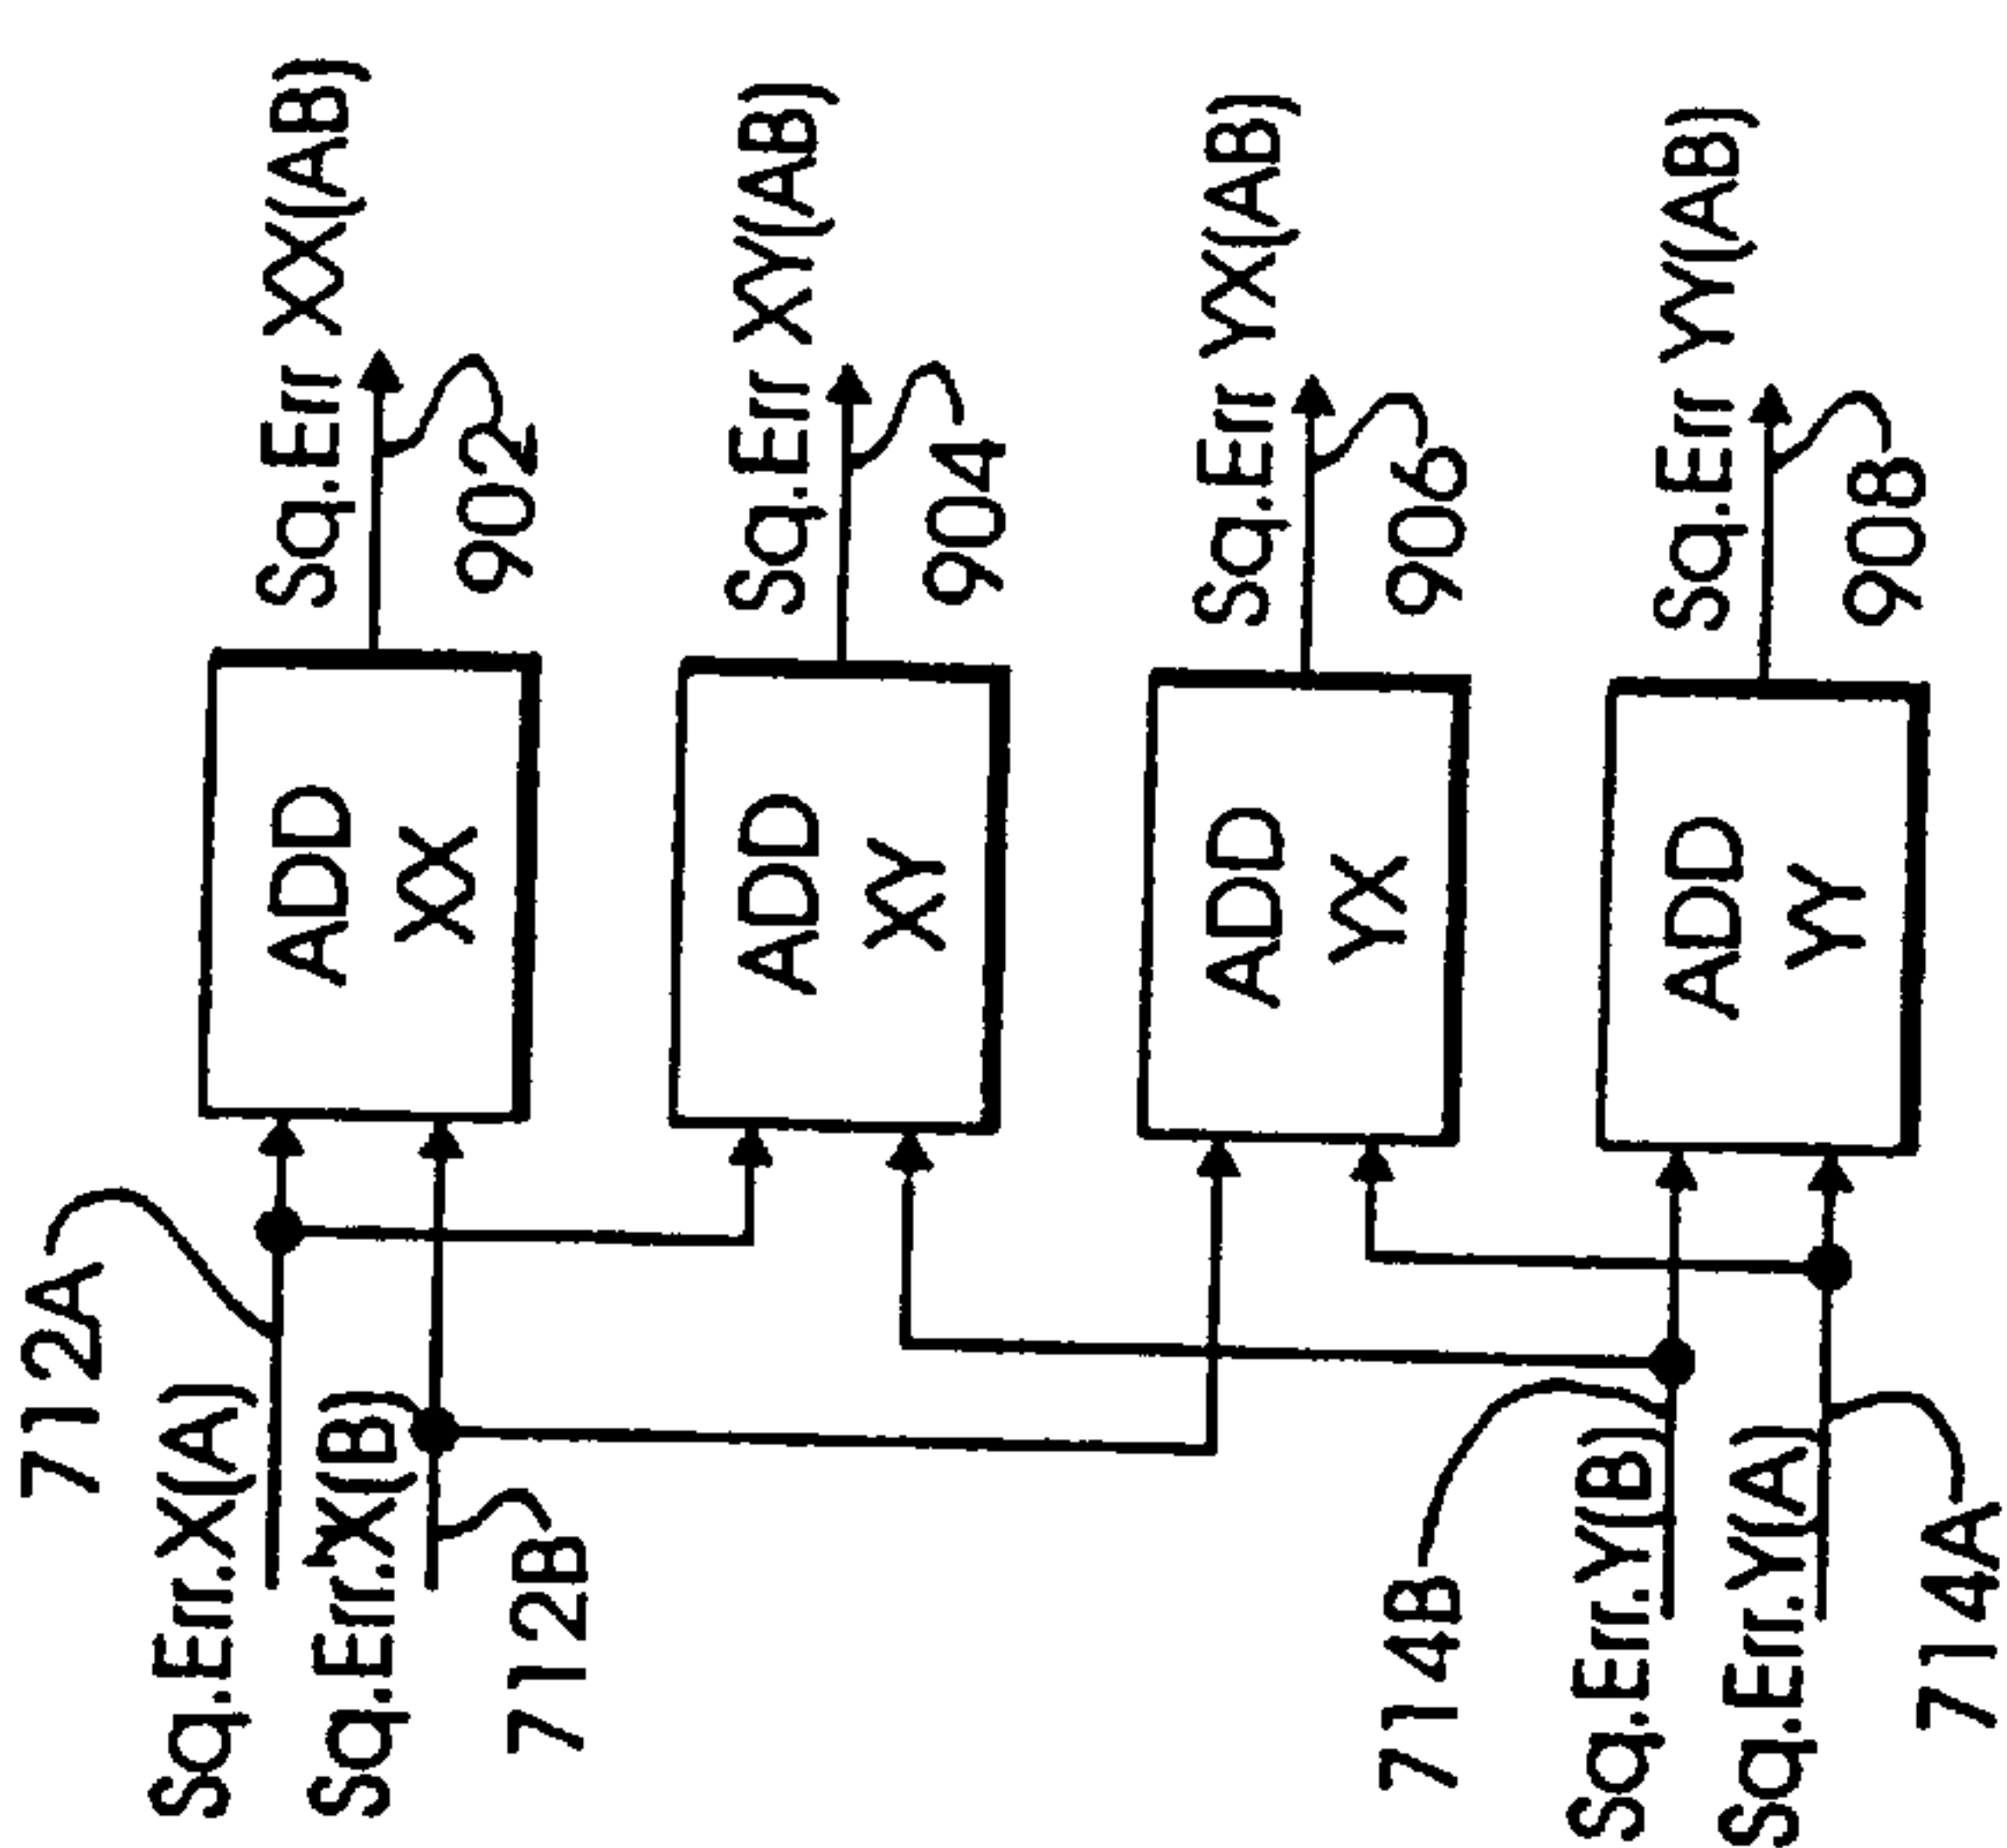 712A
Sq.Err.X(A)
Sq.Err.X(B)
712B
714B
Sq.Err.Y(B)
Sq.Err.Y(A)
714A
ADD
XX
ADD
XY
ADD
YX
ADD
YY
Sq.Err XX(AB)
902
Sq.Err XY(AB)
904
Sq.Err YX(AB)
906
Sq.Err YY(AB)
908